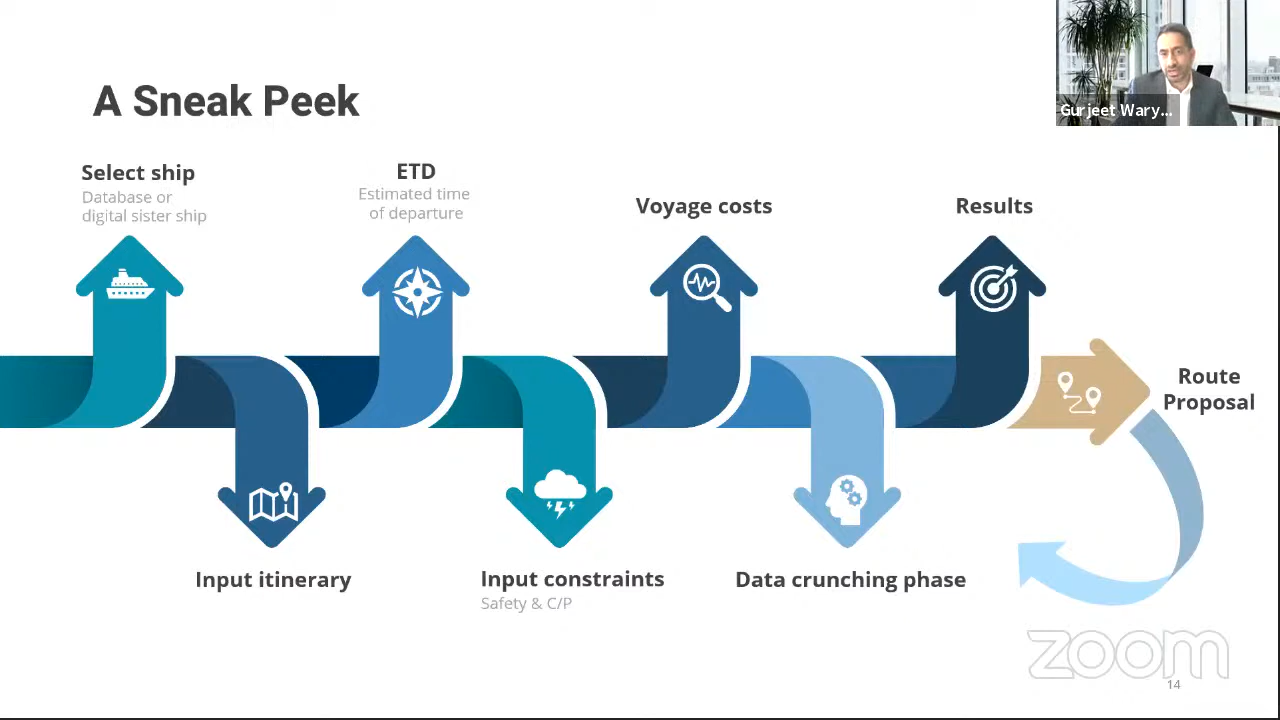 A Sneak Peek
Gurjeet Wary...
Select ship
Database or
digital sister ship
ETD
Estimated time
of departure
Voyage costs
Results
Route
Proposal
Input itinerary
Input constraints
Safety & C/P
Data crunching phase
zoom
14